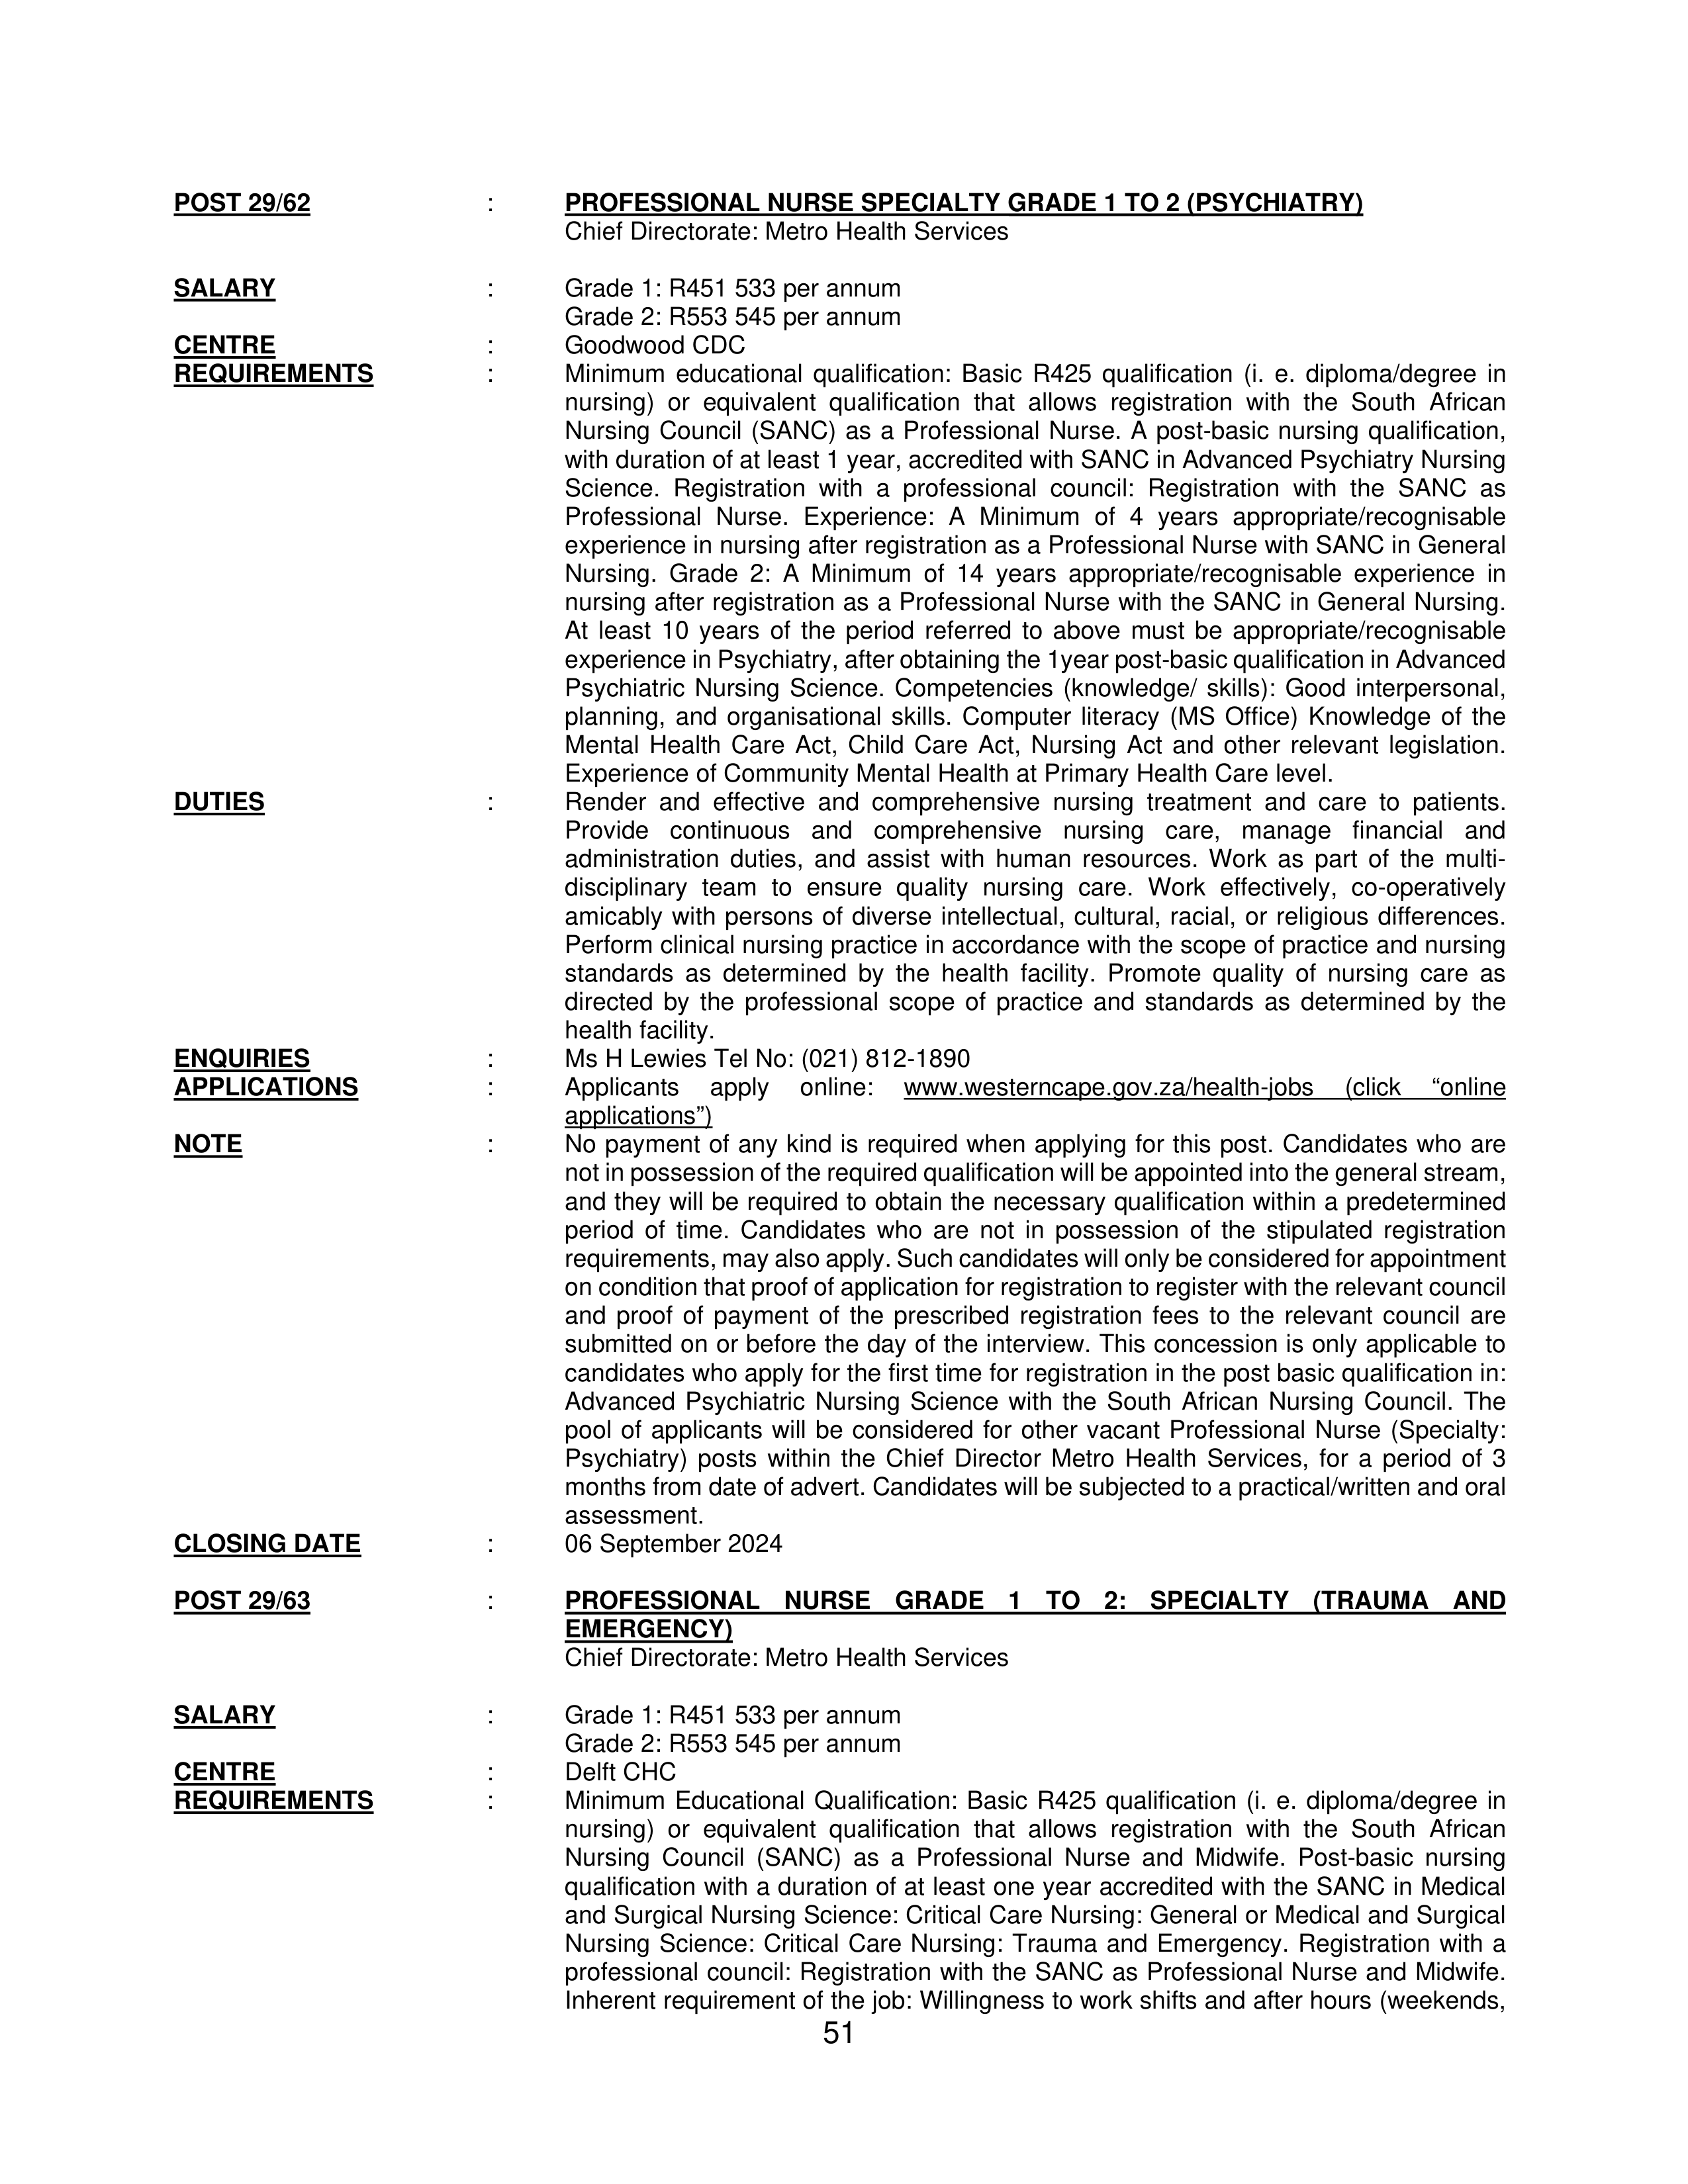 POST 29/62 : PROFESSIONAL NURSE SPECIALTY GRADE 1 TO 2 (PSYCHIATRY)
Chief Directorate: Metro Health Services
SALARY : Grade 1: R451 533 per annum
Grade 2: R553 545 per annum
CENTRE : Goodwood CDC
REQUIREMENTS : Minimum educational qualification: Basic R425 qualification (i. e. diploma/degree in
nursing) or equivalent qualification that allows registration with the South African
Nursing Council (SANC) as a Professional Nurse. A post-basic nursing qualification,
with duration of at least 1 year, accredited with SANC in Advanced Psychiatry Nursing
Science. Registration with a professional council: Registration with the SANC as
Professional Nurse. Experience: A Minimum of 4 years appropriate/recognisable
experience in nursing after registration as a Professional Nurse with SANC in General
Nursing. Grade 2: A Minimum of 14 years appropriate/recognisable experience in
nursing after registration as a Professional Nurse with the SANC in General Nursing.
At least 10 years of the period referred to above must be appropriate/recognisable
experience in Psychiatry, after obtaining the 1year post-basic qualification in Advanced
Psychiatric Nursing Science. Competencies (knowledge/ skills): Good interpersonal,
planning, and organisational skills. Computer literacy (MS Office) Knowledge of the
Mental Health Care Act, Child Care Act, Nursing Act and other relevant legislation.
Experience of Community Mental Health at Primary Health Care level.
DUTIES : Render and effective and comprehensive nursing treatment and care to patients.
Provide continuous and comprehensive nursing care, manage financial and
administration duties, and assist with human resources. Work as part of the multi-
disciplinary team to ensure quality nursing care. Work effectively, co-operatively
amicably with persons of diverse intellectual, cultural, racial, or religious differences.
Perform clinical nursing practice in accordance with the scope of practice and nursing
standards as determined by the health facility. Promote quality of nursing care as
directed by the professional scope of practice and standards as determined by the
health facility.
ENQUIRIES : Ms H Lewies Tel No: (021) 812-1890
APPLICATIONS : Applicants apply online: www.westerncape.gov.za/health-jobs (click “online
applications”)
NOTE : No payment of any kind is required when applying for this post. Candidates who are
not in possession of the required qualification will be appointed into the general stream,
and they will be required to obtain the necessary qualification within a predetermined
period of time. Candidates who are not in possession of the stipulated registration
requirements, may also apply. Such candidates will only be considered for appointment
on condition that proof of application for registration to register with the relevant council
and proof of payment of the prescribed registration fees to the relevant council are
submitted on or before the day of the interview. This concession is only applicable to
candidates who apply for the first time for registration in the post basic qualification in:
Advanced Psychiatric Nursing Science with the South African Nursing Council. The
pool of applicants will be considered for other vacant Professional Nurse (Specialty:
Psychiatry) posts within the Chief Director Metro Health Services, for a period of 3
months from date of advert. Candidates will be subjected to a practical/written and oral
assessment.
CLOSING DATE : 06 September 2024
POST 29/63 : PROFESSIONAL NURSE GRADE 1 TO 2: SPECIALTY (TRAUMA AND
EMERGENCY)
Chief Directorate: Metro Health Services
SALARY : Grade 1: R451 533 per annum
Grade 2: R553 545 per annum
CENTRE : Delft CHC
REQUIREMENTS : Minimum Educational Qualification: Basic R425 qualification (i. e. diploma/degree in
nursing) or equivalent qualification that allows registration with the South African
Nursing Council (SANC) as a Professional Nurse and Midwife. Post-basic nursing
qualification with a duration of at least one year accredited with the SANC in Medical
and Surgical Nursing Science: Critical Care Nursing: General or Medical and Surgical
Nursing Science: Critical Care Nursing: Trauma and Emergency. Registration with a
professional council: Registration with the SANC as Professional Nurse and Midwife.
Inherent requirement of the job: Willingness to work shifts and after hours (weekends,
51